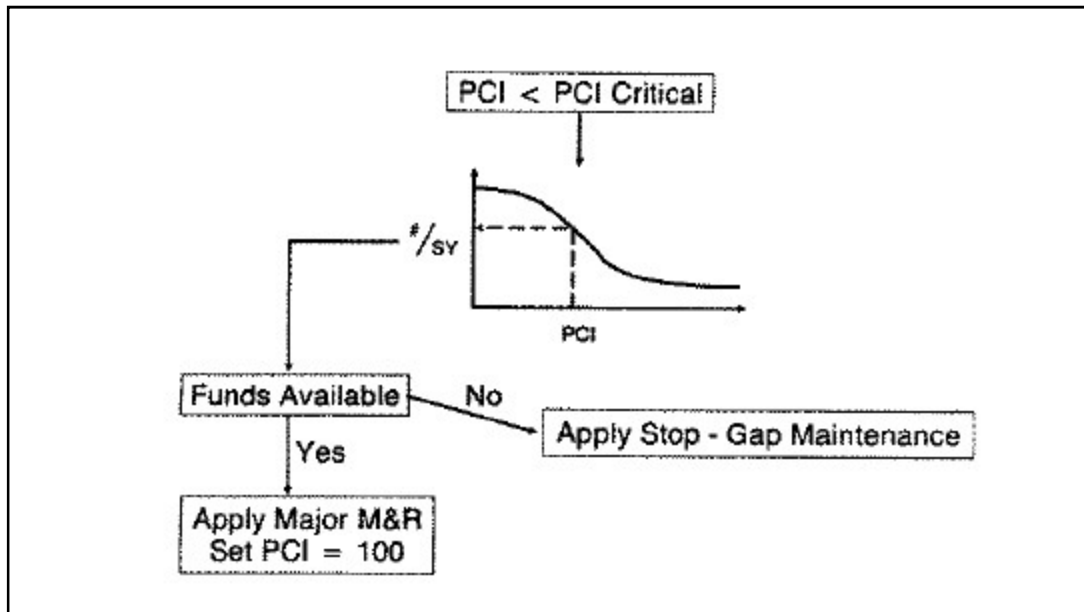 PCI < PCI Critical
#/SY
PCI
Funds Available
No
Apply Stop - Gap Maintenance
Yes
Apply Major M&R
Set PCI = 100